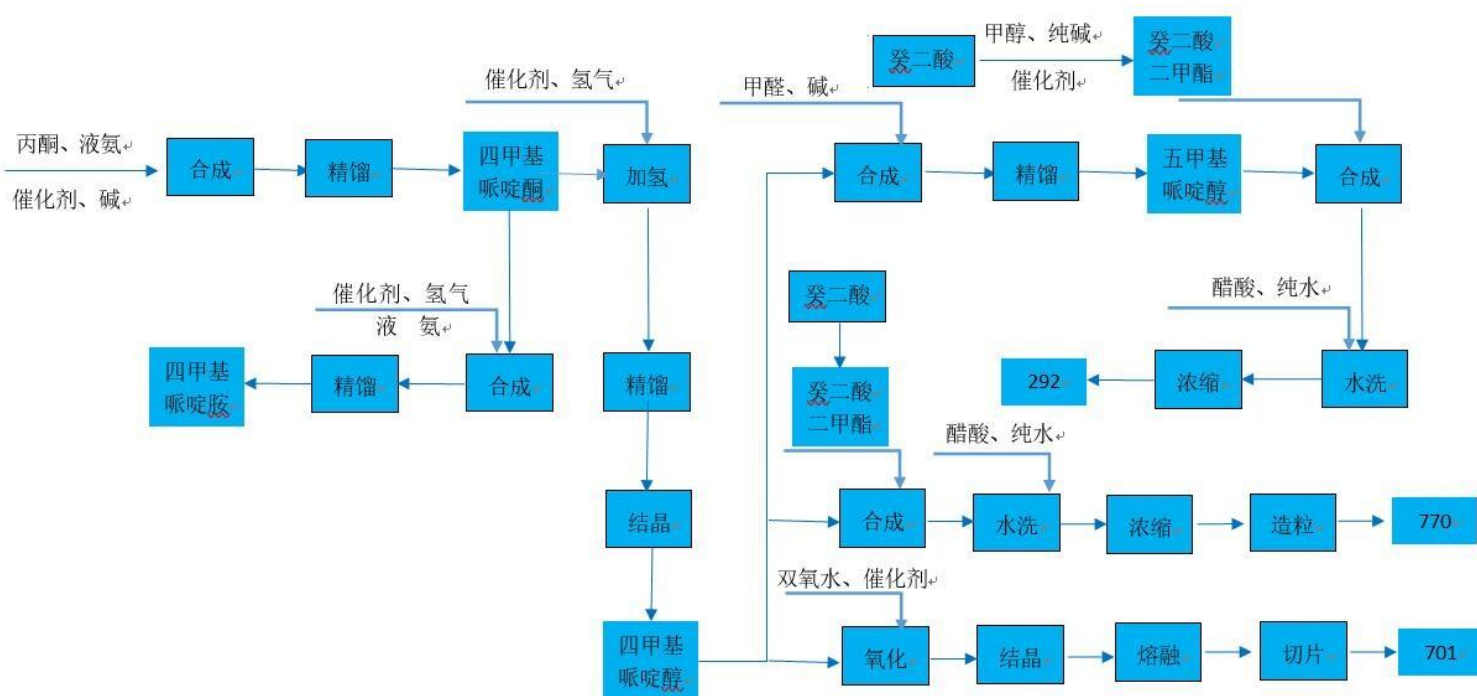 癸二酸
甲醇、纯碱
催化剂
癸二酸
二甲酯
催化剂、氢气
甲醛、碱
丙酮、液氨
催化剂、碱
合成
精馏
四甲基
哌啶酮
加氢
合成
精馏
五甲基
哌啶醇
合成
催化剂、氢气
液 氨
癸二酸
醋酸、纯水
四甲基
哌啶胺
精馏
合成
精馏
癸二酸
二甲酯
292
浓缩
水洗
醋酸、纯水
结晶
合成
水洗
浓缩
造粒
770
双氧水、催化剂
四甲基
哌啶醇
氧化
结晶
熔融
切片
701